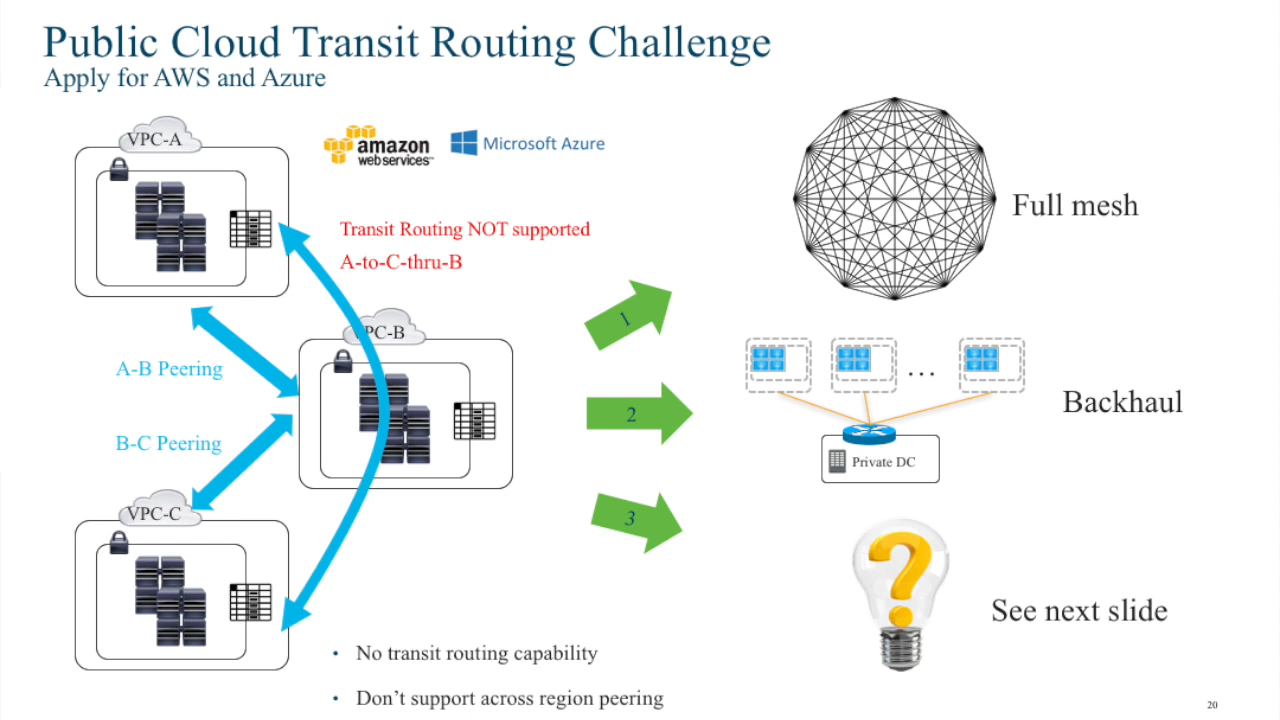 Public Cloud Transit Routing Challenge
Apply for AWS and Azure
VPC-A
amazon
webservices™
Microsoft Azure
Transit Routing NOT supported
A-to-C-thru-B
VPC-B
A-B Peering
B-C Peering
VPC-C
1
2
3
Full mesh
...
Backhaul
Private DC
?
See next slide
• No transit routing capability
• Don't support across region peering
20